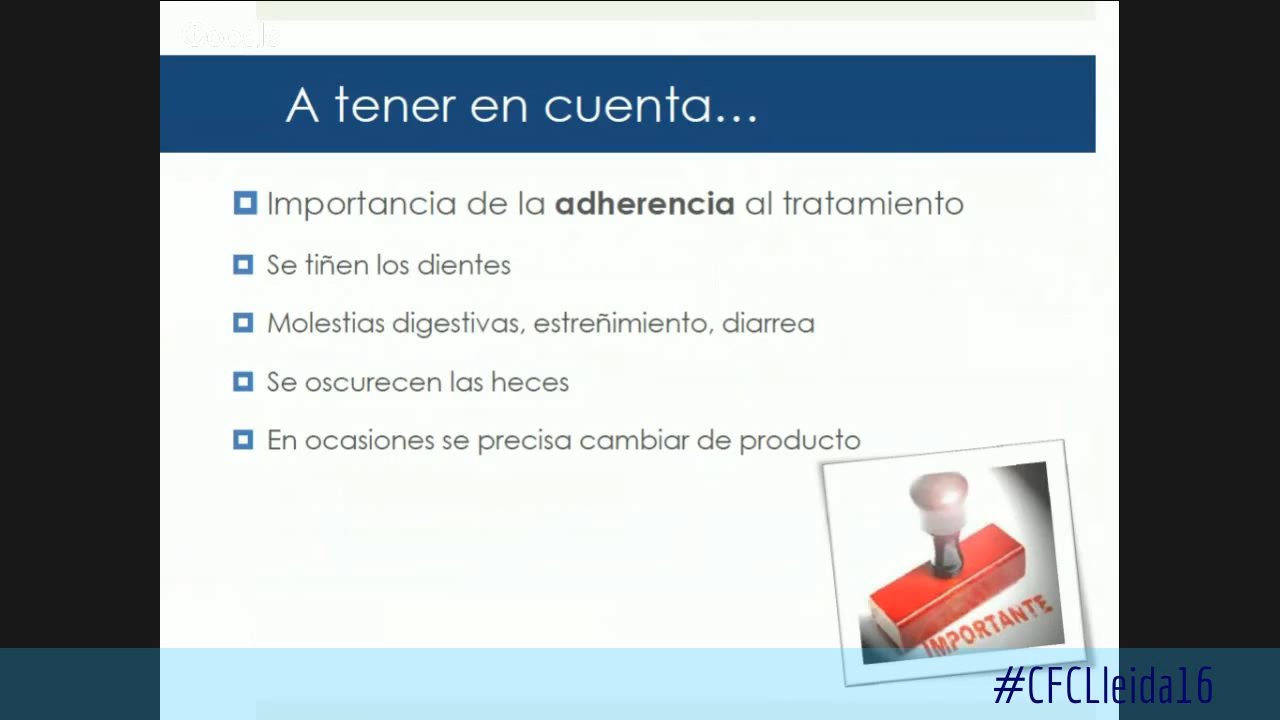 Google
A tener en cuenta...
Importancia de la adherencia al tratamiento
Se tiñen los dientes
Molestias digestivas, estreñimiento, diarrea
Se oscurecen las heces
En ocasiones se precisa cambiar de producto
IMPORTANTE
#CFCLleida16